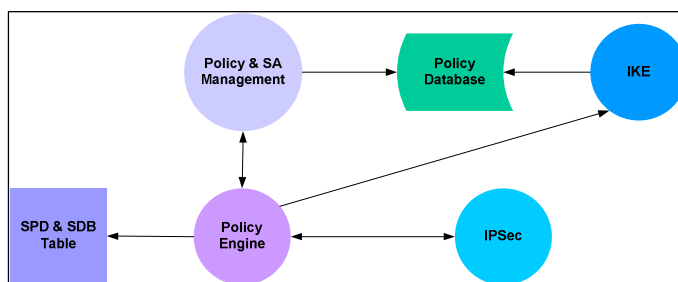 Policy & SA
Management
Policy
Database
IKE
SPD & SDB
Table
Policy
Engine
IPSec